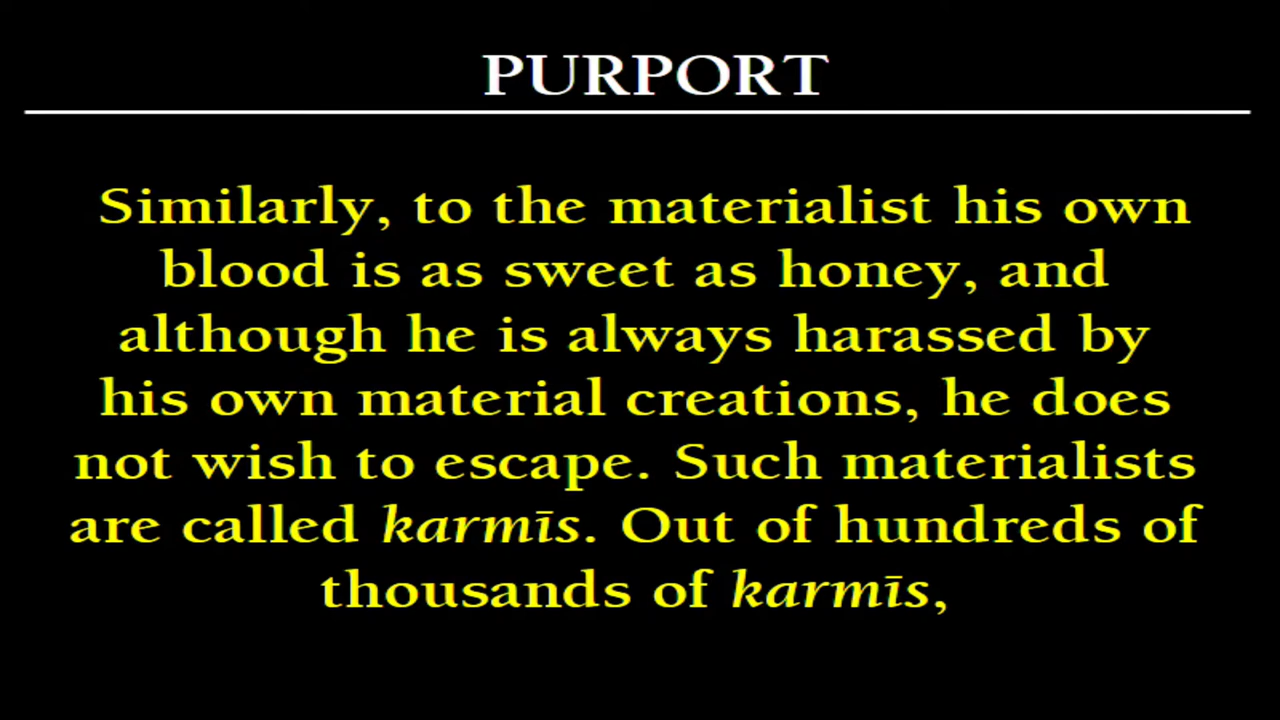 PURPORT
Similarly, to the materialist his own
blood is as sweet as honey, and
although he is always harassed by
his own material creations, he does
not wish to escape. Such materialists
are called karmīs. Out of hundreds of
thousands of karmīs,